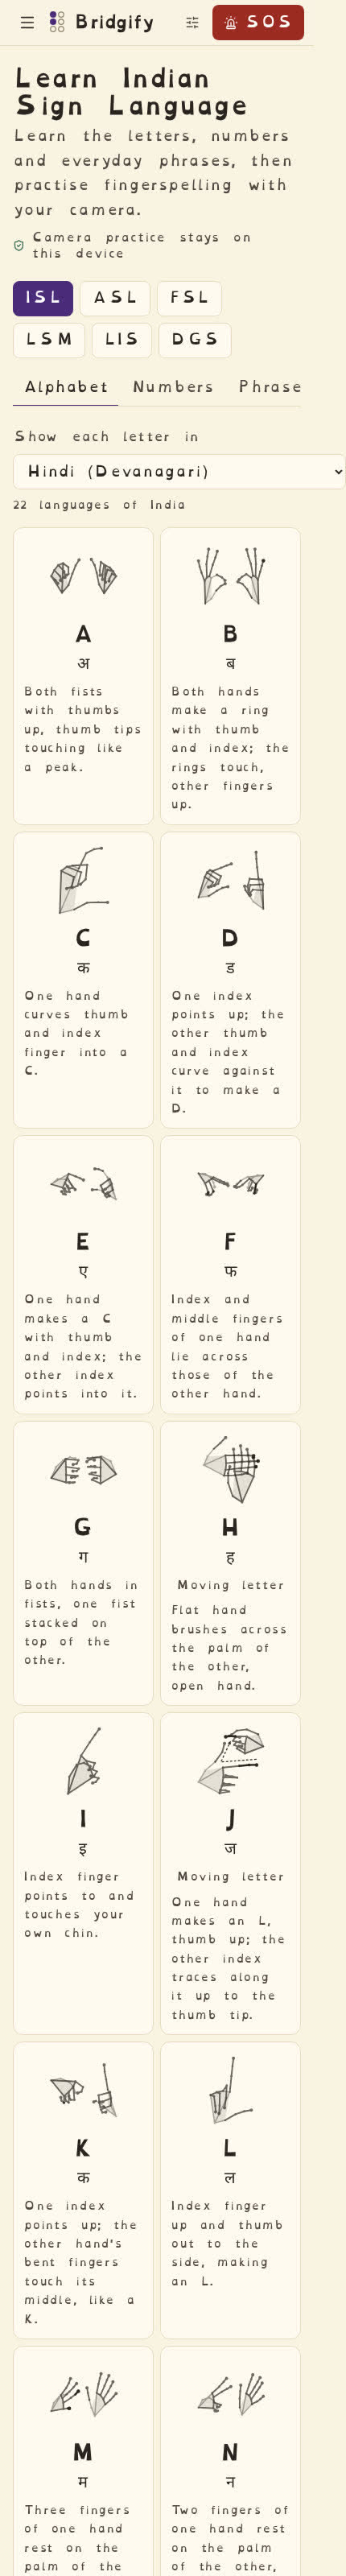 Bridgify
SOS
Learn Indian
Sign Language
Learn the letters, numbers
and everyday phrases, then
practise fingerspelling with
your camera.
Camera practice stays on
this device
ISL
ASL
FSL
LSM
LIS
DGS
Alphabet
Numbers
Phrase
Show each letter in
Hindi (Devanagari)
22 languages of India
A
अ
Both fists
with thumbs
up, thumb tips
touching like
a peak.
B
ब
Both hands
make a ring
with thumb
and index; the
rings touch,
other fingers
up.
C
क
One hand
curves thumb
and index
finger into a
C.
D
ड
One index
points up; the
other thumb
and index
curve against
it to make a
D.
E
ए
One hand
makes a C
with thumb
and index; the
other index
points into it.
F
फ
Index and
middle fingers
of one hand
lie across
those of the
other hand.
G
ग
Both hands in
fists, one fist
stacked on
top of the
other.
H
ह
Moving letter
Flat hand
brushes across
the palm of
the other,
open hand.
I
इ
Index finger
points to and
touches your
own chin.
J
ज
Moving letter
One hand
makes an L,
thumb up; the
other index
traces along
it up to the
thumb tip.
K
क
One index
points up; the
other hand's
bent fingers
touch its
middle, like a
K.
L
ल
Index finger
up and thumb
out to the
side, making
an L.
M
म
Three fingers
of one hand
rest on the
palm of the
N
न
Two fingers of
one hand rest
on the palm
of the other,